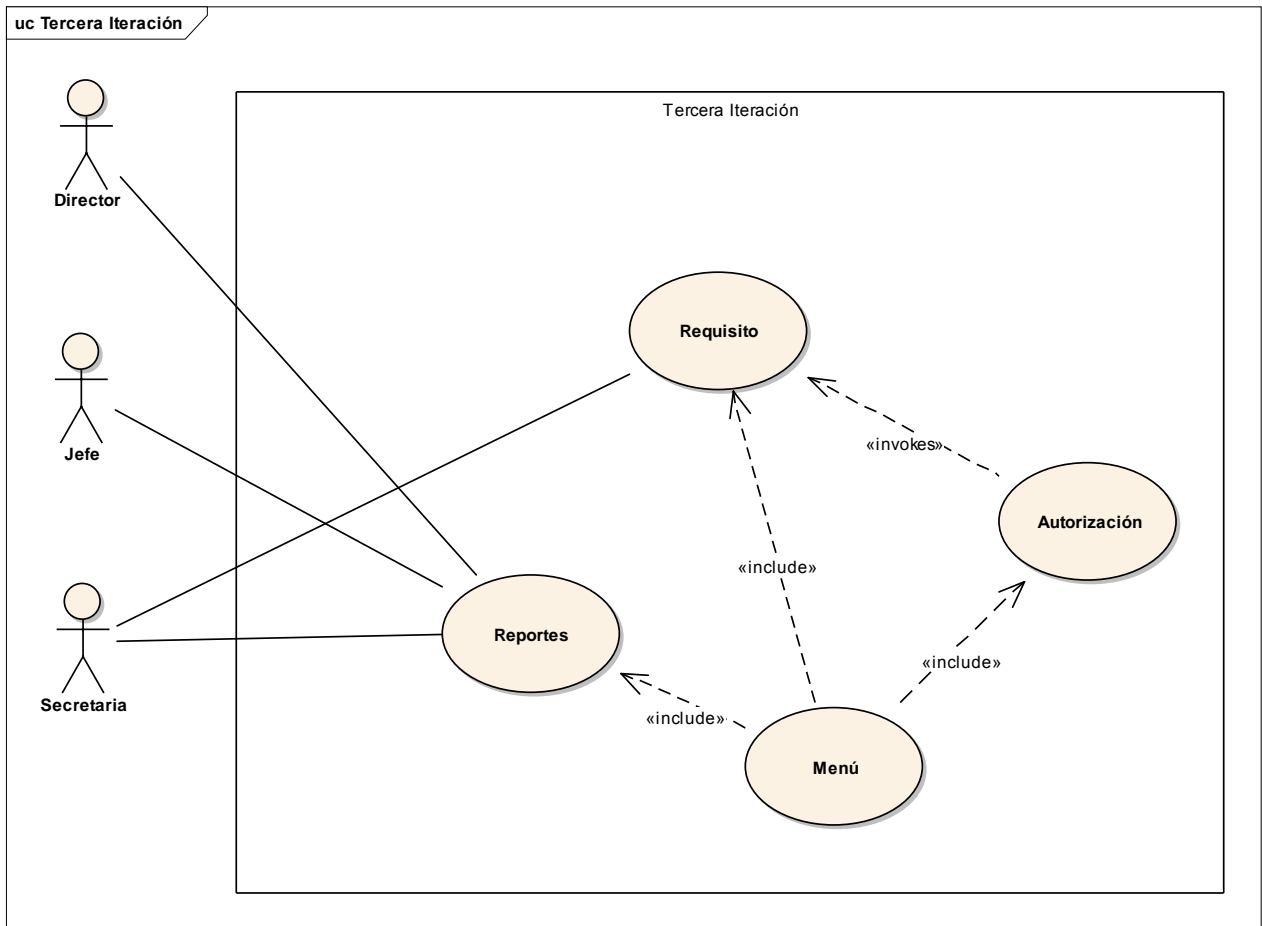 uc Tercera Iteración
Tercera Iteración
Director
Requisito
«invokes»
Jefe
Autorización
«include»
Reportes
«include»
Secretaria
«include»
Menú